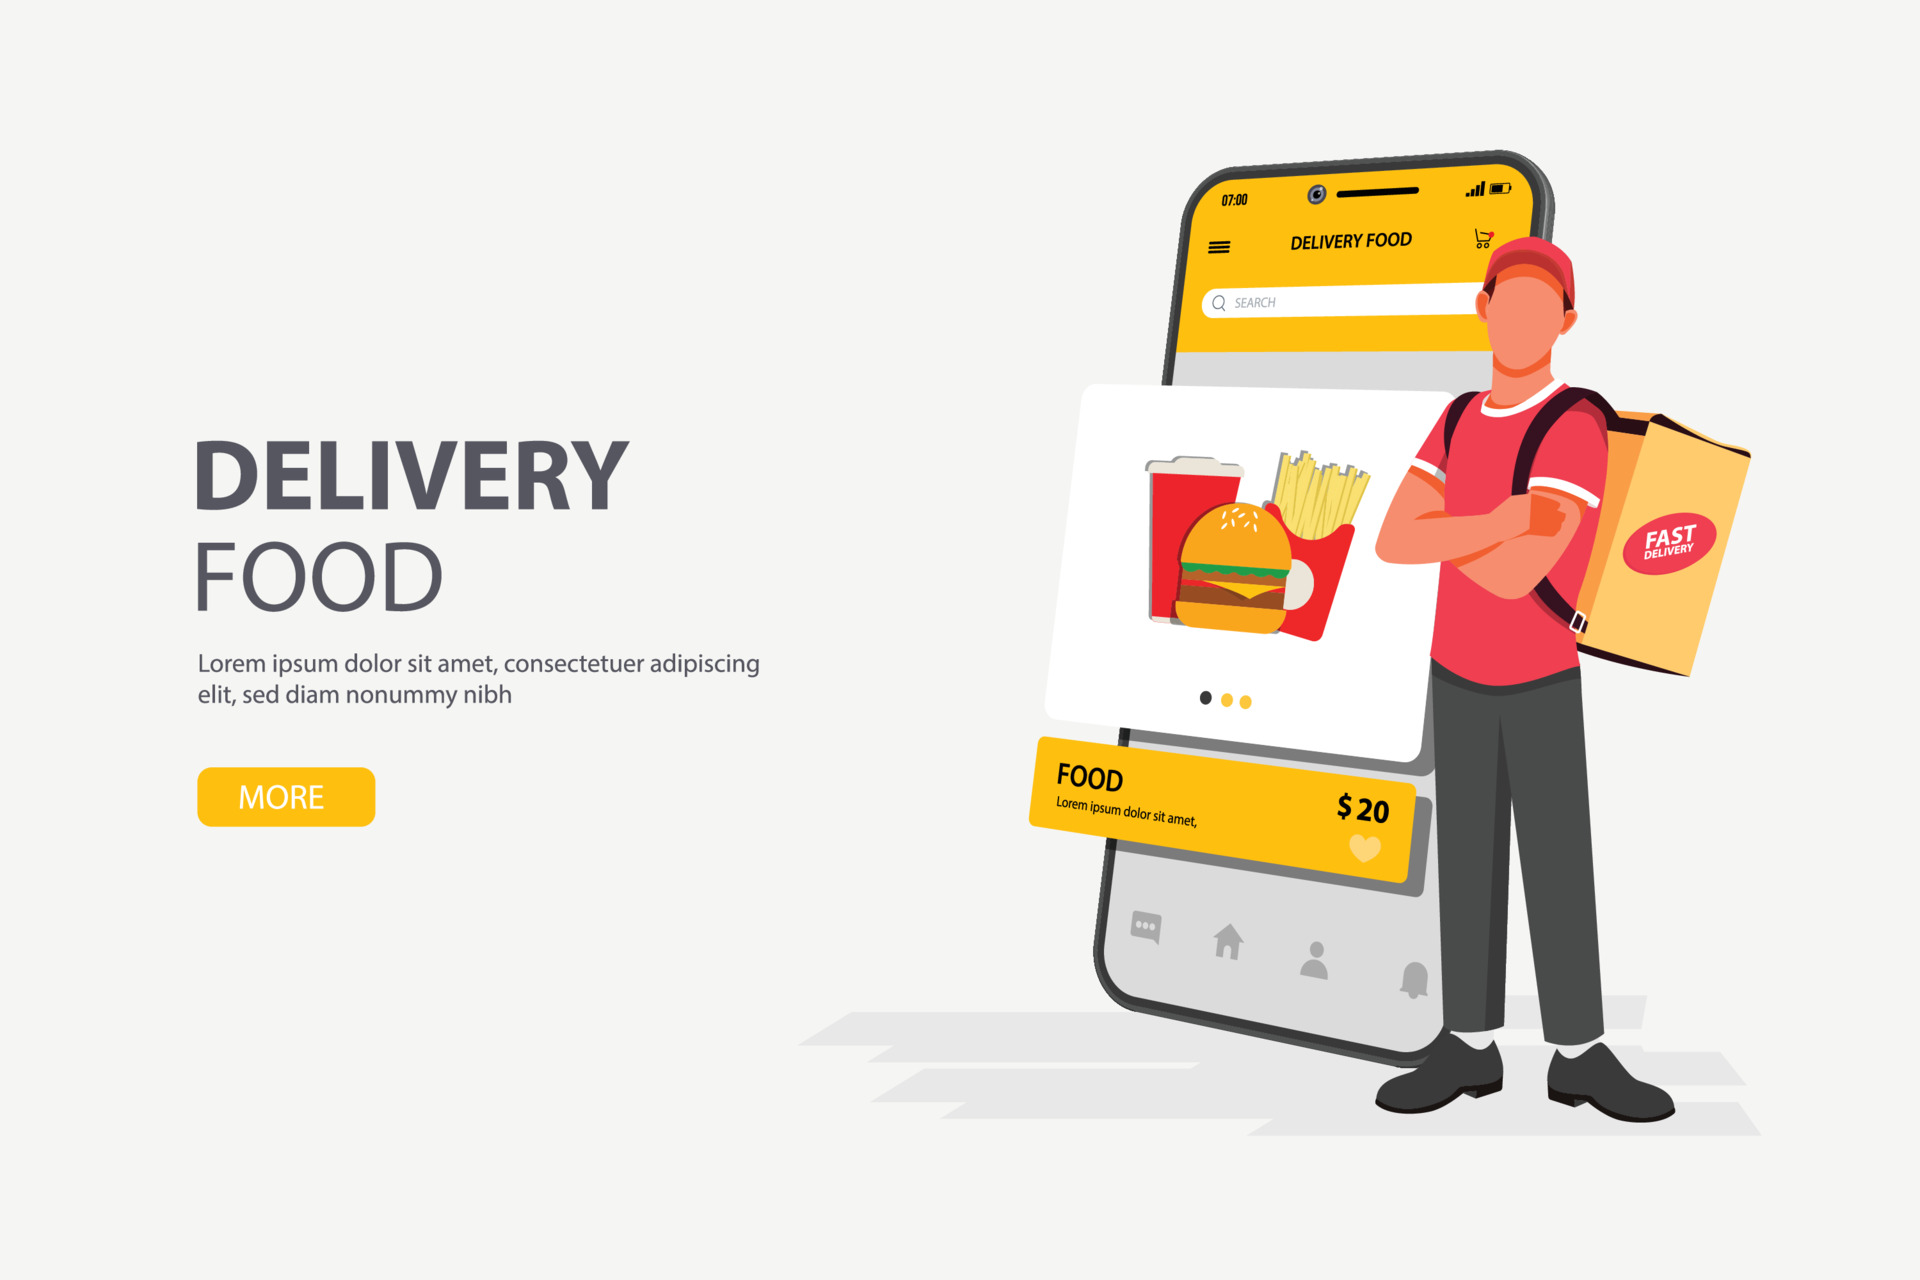 DELIVERY
FOOD
Lorem ipsum dolor sit amet, consectetuer adipiscing
elit, sed diam nonummy nibh
MORE
07:00
DELIVERY FOOD
SEARCH
FAST
DELIVERY
FOOD
Lorem ipsum dolor sit amet,
$ 20